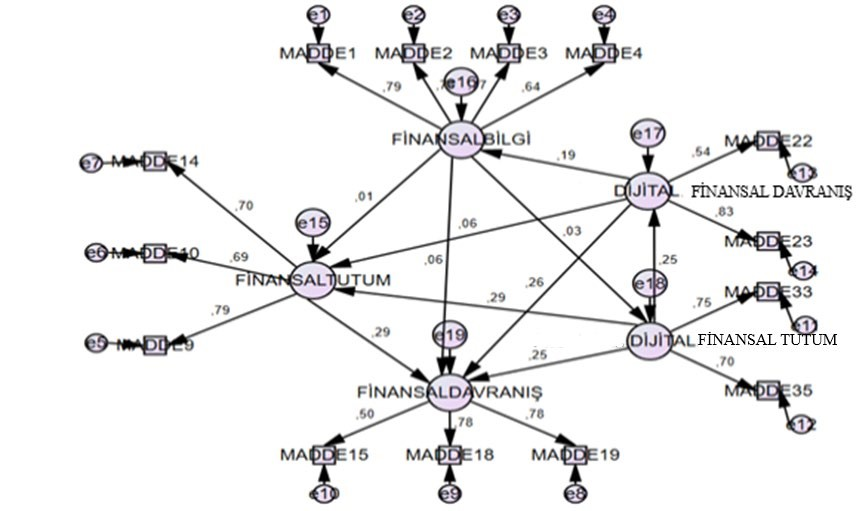 e1 e2 e3 e4
MADDE1 MADDE2 MADDE3 MADDE4
,79 ,64
e16
FİNANSALBİLGİ
e17
MADDE22
,54
e13
,19
DİJİTAL FİNANSAL DAVRANIŞ
,83
MADDE23
e14
e7 MADDE14
,70
,01
,06
,03
e15
e6 MADDE10
,69
FİNANSALTUTUM
,06
,26
,25
e18
MADDE33
,75
e11
,29
,79
e5 MADDE9
,29
e19
DİJİTAL FİNANSAL TUTUM
,25
,70
MADDE35
e12
FİNANSALDAVRANIŞ
,50 ,78 ,78
MADDE15 MADDE18 MADDE19
e10 e9 e8